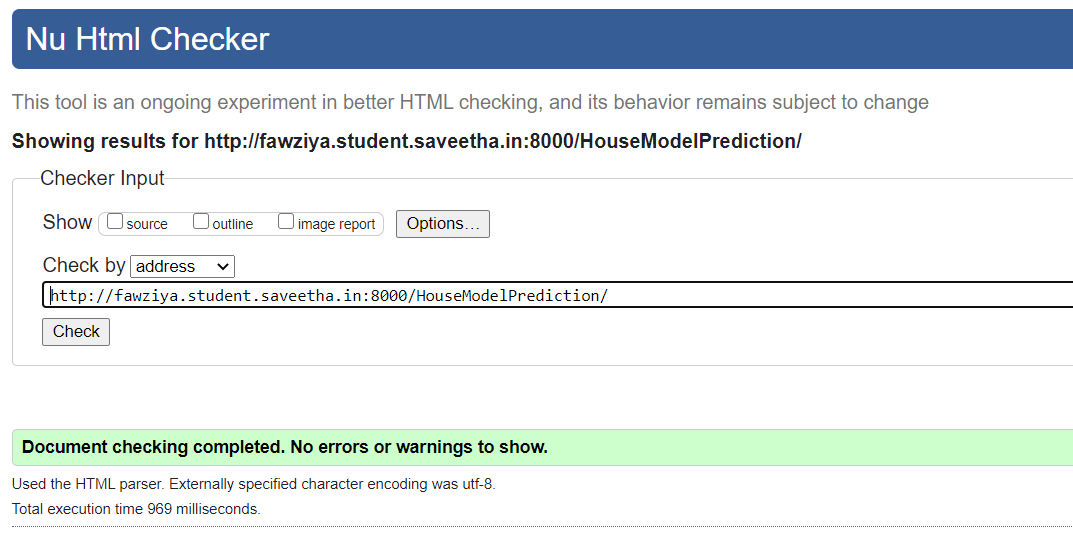 Nu Html Checker
This tool is an ongoing experiment in better HTML checking, and its behavior remains subject to change
Showing results for http://fawziya.student.saveetha.in:8000/HouseModelPrediction/
Checker Input
Show source outline image report Options...
Check by address
http://fawziya.student.saveetha.in:8000/HouseModelPrediction/
Check
Document checking completed. No errors or warnings to show.
Used the HTML parser. Externally specified character encoding was utf-8.
Total execution time 969 milliseconds.